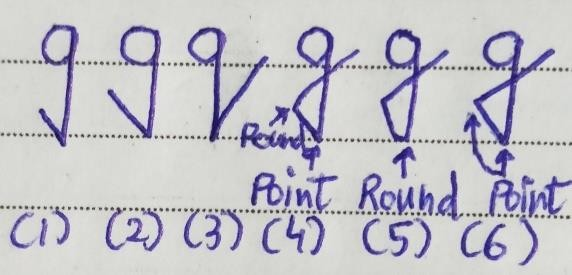 g g q g g g
Round
Point Round Point
(1) (2) (3) (4) (5) (6)